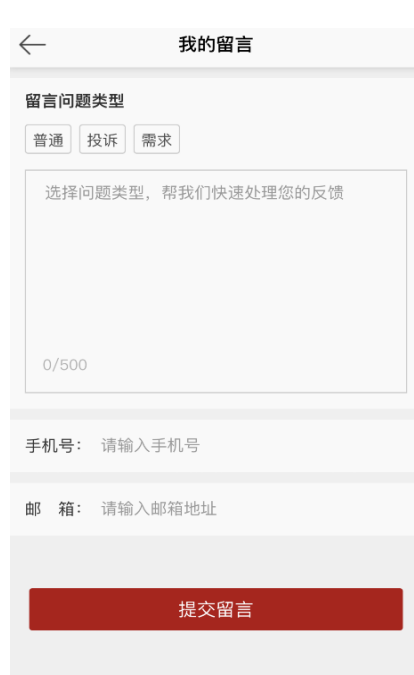 我的留言
留言问题类型
普通 投诉 需求
选择问题类型，帮我们快速处理您的反馈
0/500
手机号： 请输入手机号
邮 箱： 请输入邮箱地址
提交留言